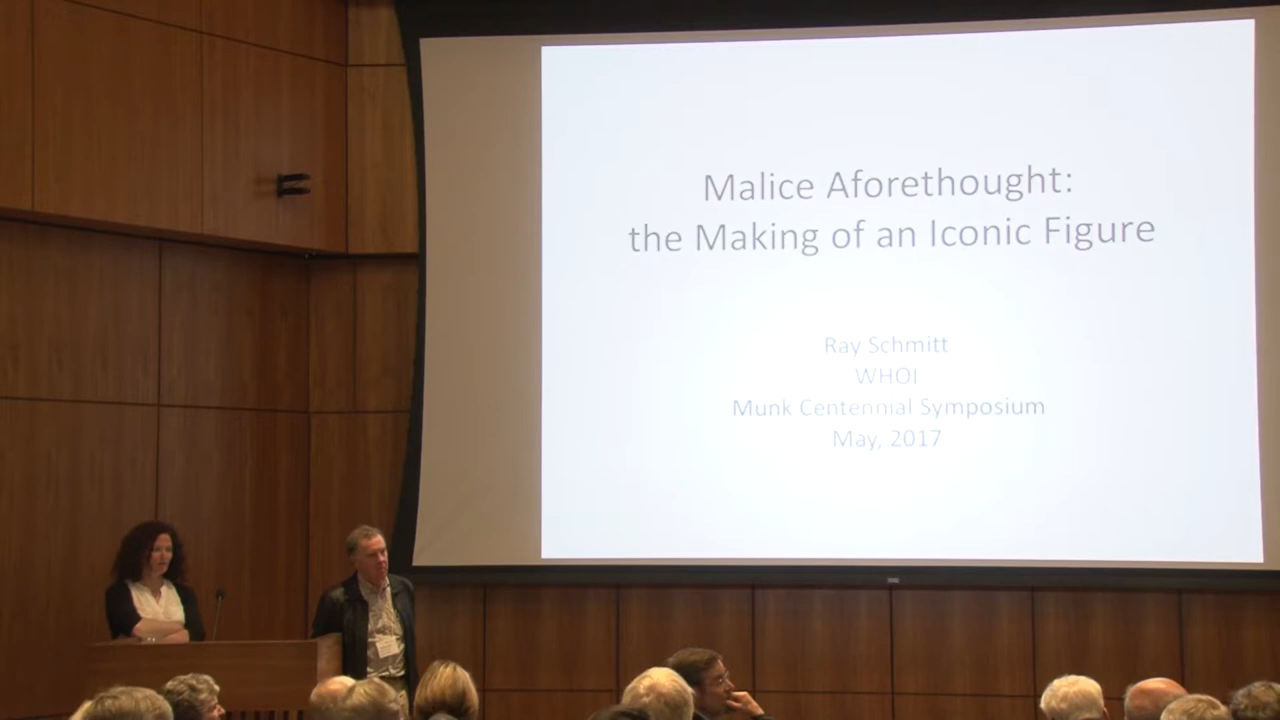 Malice Aforethought:
the Making of an Iconic Figure
Ray Schmitt
WHOI
Munk Centennial Symposium
May, 2017